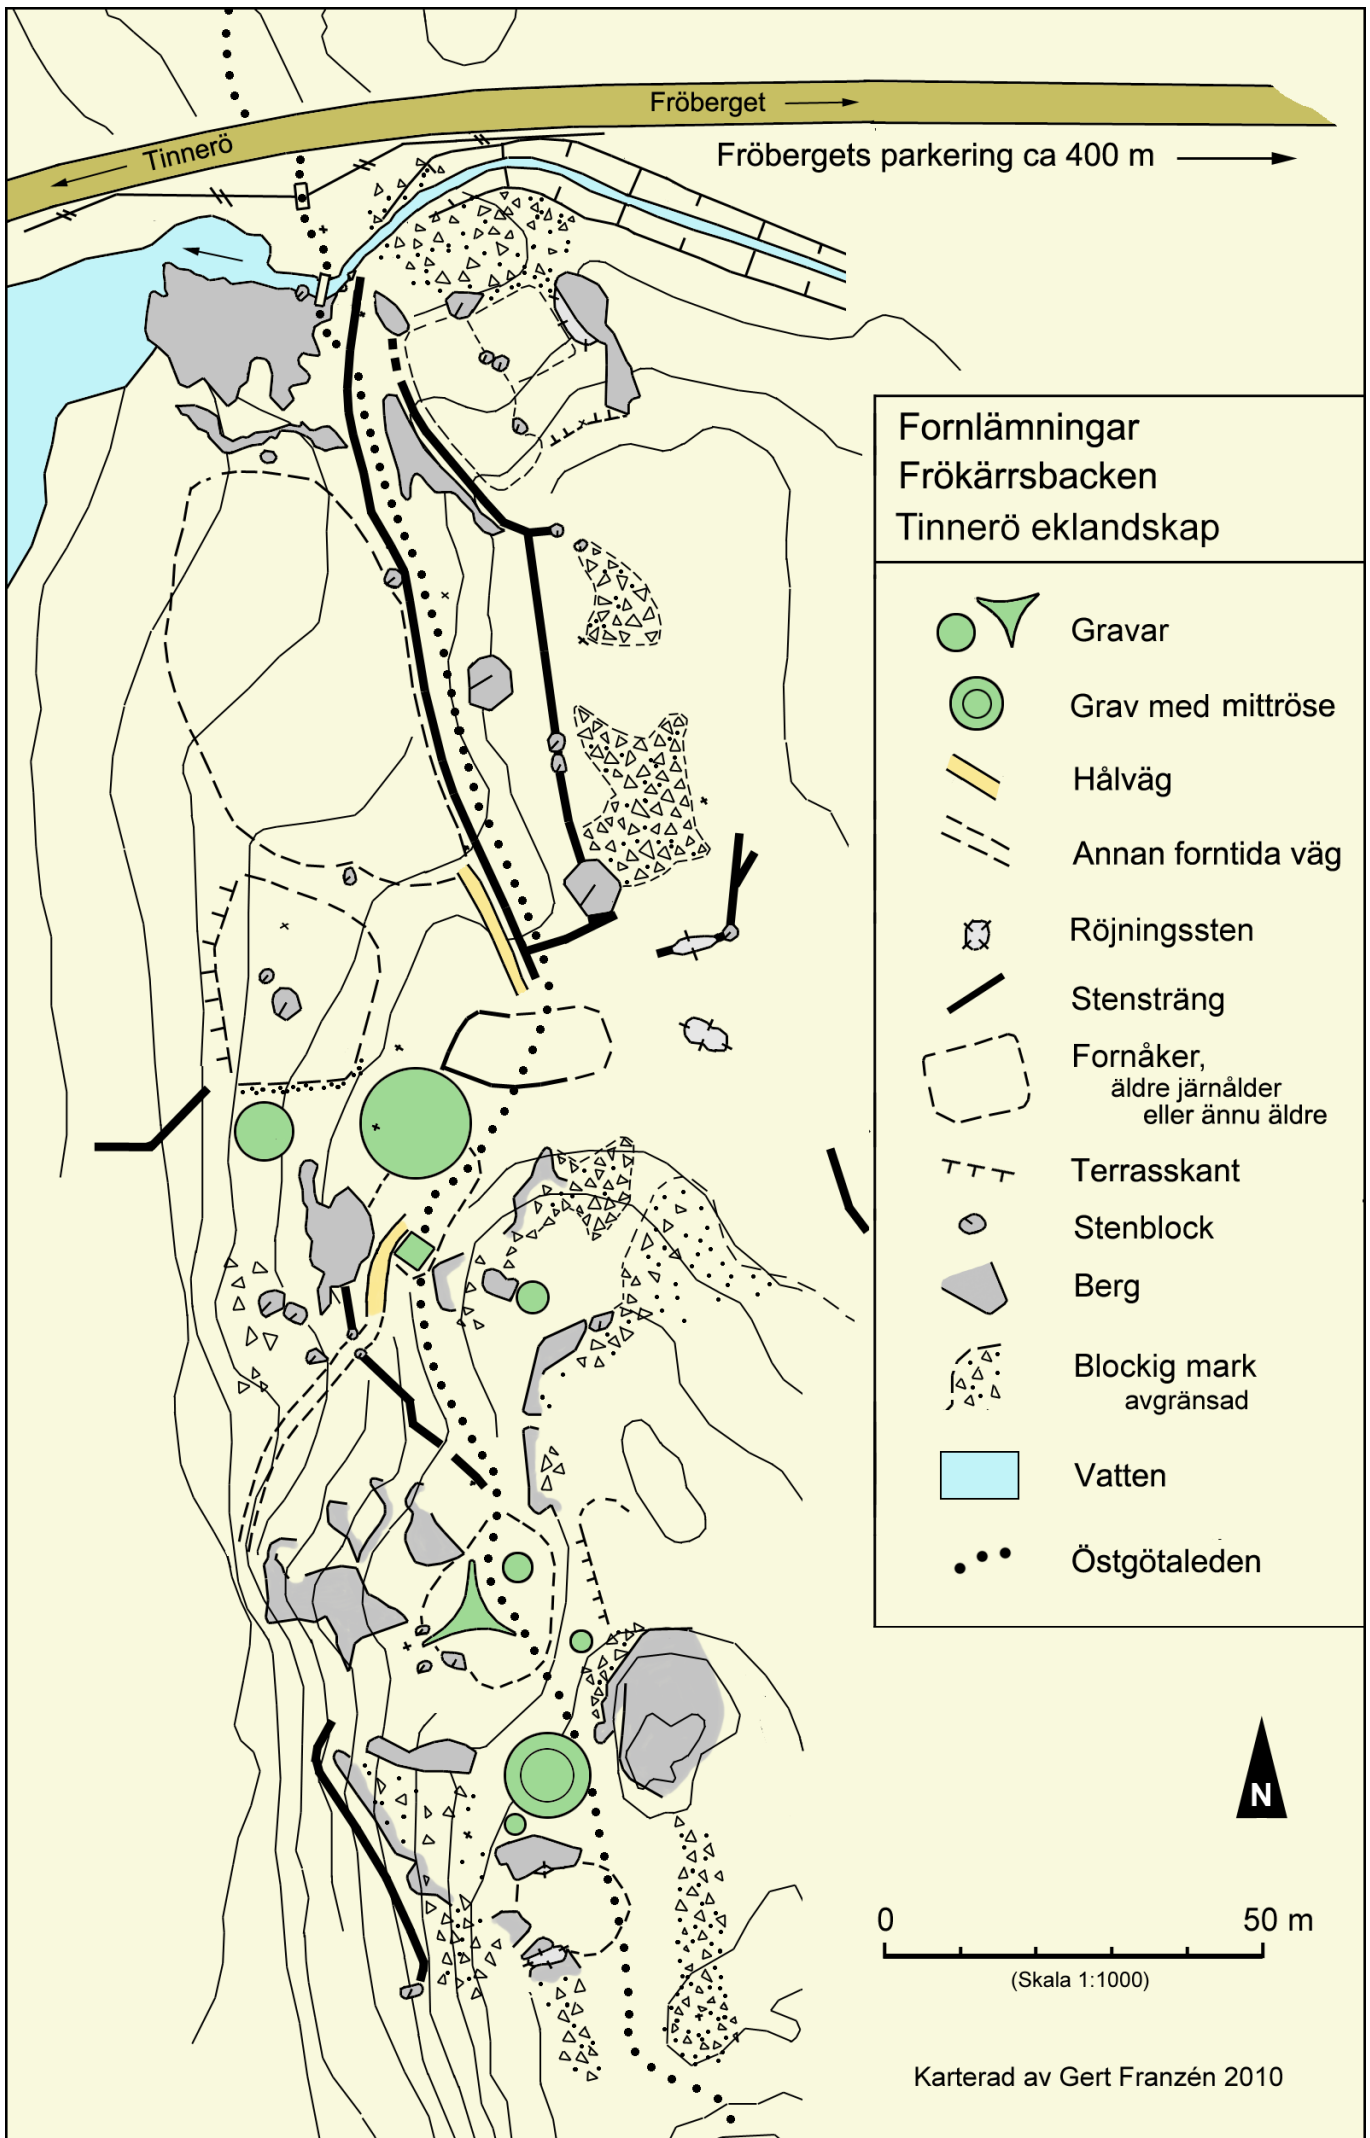 Fröberget
Tinnerö
Fröbergets parkering ca 400 m
Fornlämningar
Frökärrsbacken
Tinnerö eklandskap
Gravar
Grav med mittröse
Hålväg
Annan forntida väg
Röjningssten
Stensträng
Fornåker,
äldre järnålder
eller ännu äldre
Terrasskant
Stenblock
Berg
Blockig mark
avgränsad
Vatten
Östgötaleden
N
0 50 m
(Skala 1:1000)
Karterad av Gert Franzén 2010